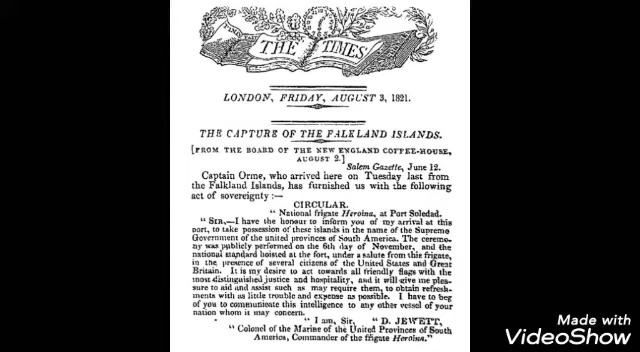 THE TIMES
LONDON, FRIDAY, AUGUST 3, 1821.
THE CAPTURE OF THE FALKLAND ISLANDS.
[FROM THE BOARD OF THE NEW ENGLAND COFFEE-HOUSE,
AUGUST 2.]
Salem Gazette, June 12.
Captain Orme, who arrived here on Tuesday last from
the Falkland Islands, has furnished us with the following
act of sovereignty :—
CIRCULAR.
" National frigate Heroina, at Port Soledad.
" SIR,—I have the honour to inform you of my arrival at this
port, to take possession of these islands in the name of the Supreme
Government of the united provinces of South America. The ceremo-
ny was publicly performed on the 6th day of November, and the
national standard hoisted at the fort, under a salute from this frigate,
in the presence of several citizens of the United States and Great
Britain. It is my desire to act towards all friendly flags with the
most distinguished justice and hospitality, and it will give me plea-
sure to aid and assist such as may require them, to obtain refresh-
ments with as little trouble and expense as possible. I have to beg
of you to communicate this intelligence to any other vessel of your
nation whom it may concern.
" I am, Sir, " D. JEWETT,
" Colonel of the Marine of the United Provinces of South
America, Commander of the frigate Heroina."
Made with
VideoShow